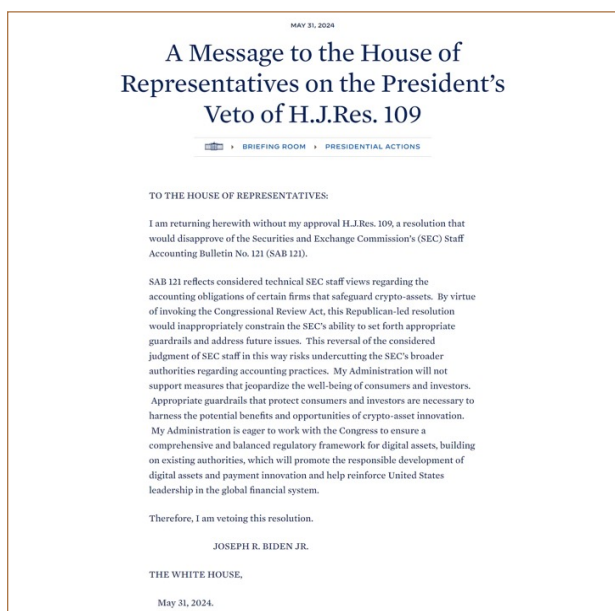 MAY 31, 2024
A Message to the House of
Representatives on the President's
Veto of H.J.Res. 109
BRIEFING ROOM
PRESIDENTIAL ACTIONS
TO THE HOUSE OF REPRESENTATIVES:
I am returning herewith without my approval H.J.Res. 109, a resolution that
would disapprove of the Securities and Exchange Commission's (SEC) Staff
Accounting Bulletin No. 121 (SAB 121).
SAB 121 reflects considered technical SEC staff views regarding the
accounting obligations of certain firms that safeguard crypto-assets. By virtue
of invoking the Congressional Review Act, this Republican-led resolution
would inappropriately constrain the SEC's ability to set forth appropriate
guardrails and address future issues. This reversal of the considered
judgment of SEC staff in this way risks undercutting the SEC's broader
authorities regarding accounting practices. My Administration will not
support measures that jeopardize the well-being of consumers and investors.
Appropriate guardrails that protect consumers and investors are necessary to
harness the potential benefits and opportunities of crypto-asset innovation.
My Administration is eager to work with the Congress to ensure a
comprehensive and balanced regulatory framework for digital assets, building
on existing authorities, which will promote the responsible development of
digital assets and payment innovation and help reinforce United States
leadership in the global financial system.
Therefore, I am vetoing this resolution.
JOSEPH R. BIDEN JR.
THE WHITE HOUSE,
May 31, 2024.